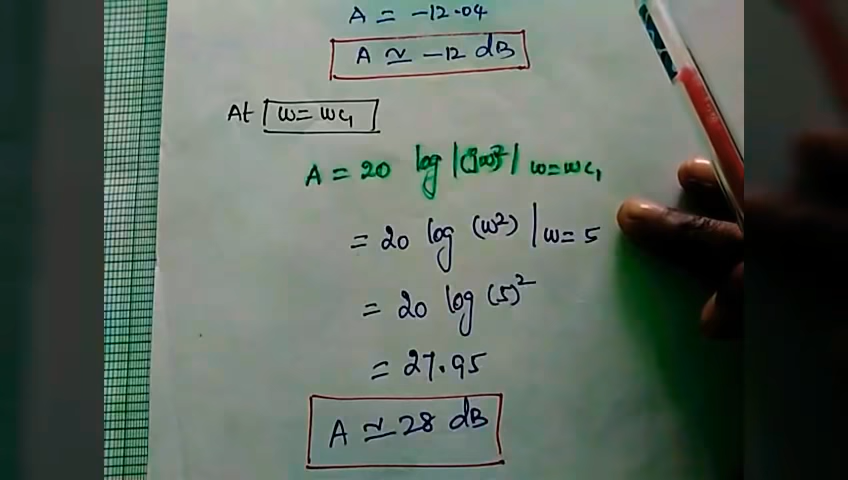 A = -12.04
A ≃ -12 dB
At ω = ωc₁
A = 20 log |(jω)²| ω=ωc₁
= 20 log (ω²) | ω= 5
= 20 log (5)²
= 27.95
A ≃ 28 dB